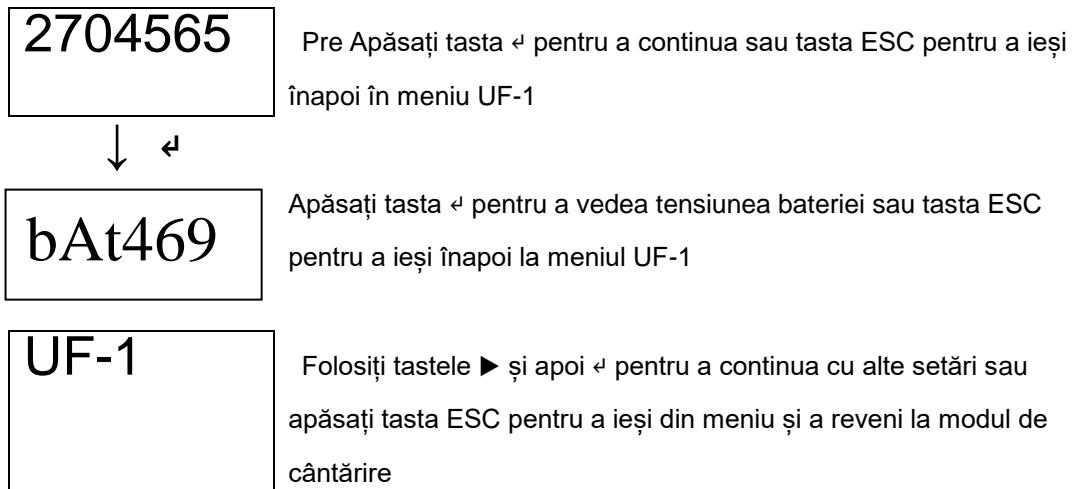 2704565
Pre Apăsați tasta ↵ pentru a continua sau tasta ESC pentru a ieși
înapoi în meniu UF-1
↓ ↵
bAt469
Apăsați tasta ↵ pentru a vedea tensiunea bateriei sau tasta ESC
pentru a ieși înapoi la meniul UF-1
UF-1
Folosiți tastele ▶ și apoi ↵ pentru a continua cu alte setări sau
apăsați tasta ESC pentru a ieși din meniu și a reveni la modul de
cântărire